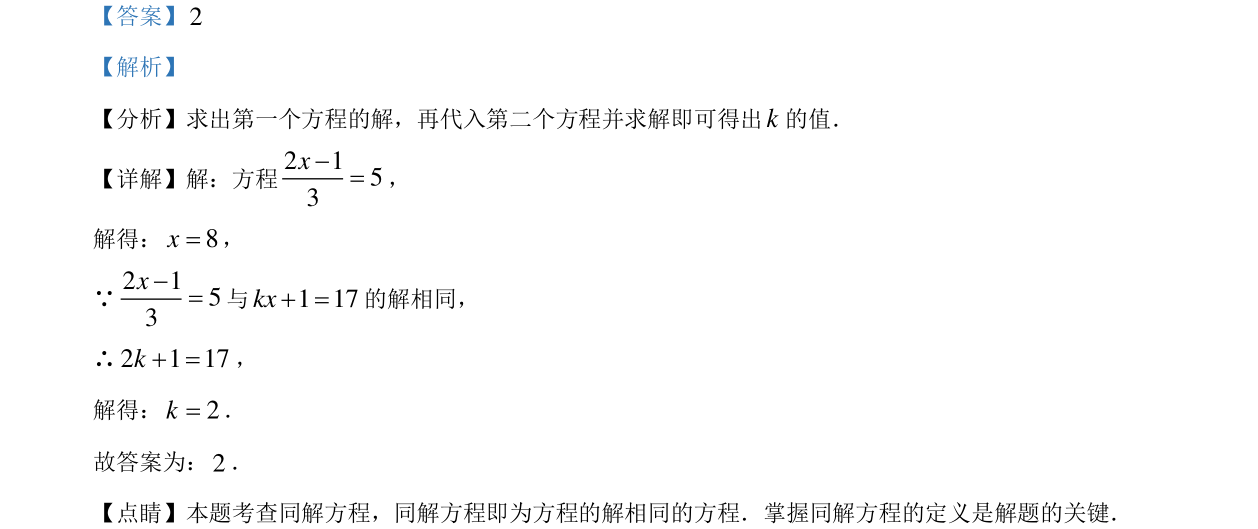 【答案】2
【解析】
【分析】求出第一个方程的解，再代入第二个方程并求解即可得出k 的值．
【详解】解：方程 (2x−1)/3 = 5，
解得：x = 8，
∵ (2x−1)/3 = 5 与 kx+1=17 的解相同，
∴ 2k+1=17，
解得：k = 2．
故答案为：2．
【点睛】本题考查同解方程，同解方程即为方程的解相同的方程．掌握同解方程的定义是解题的关键．